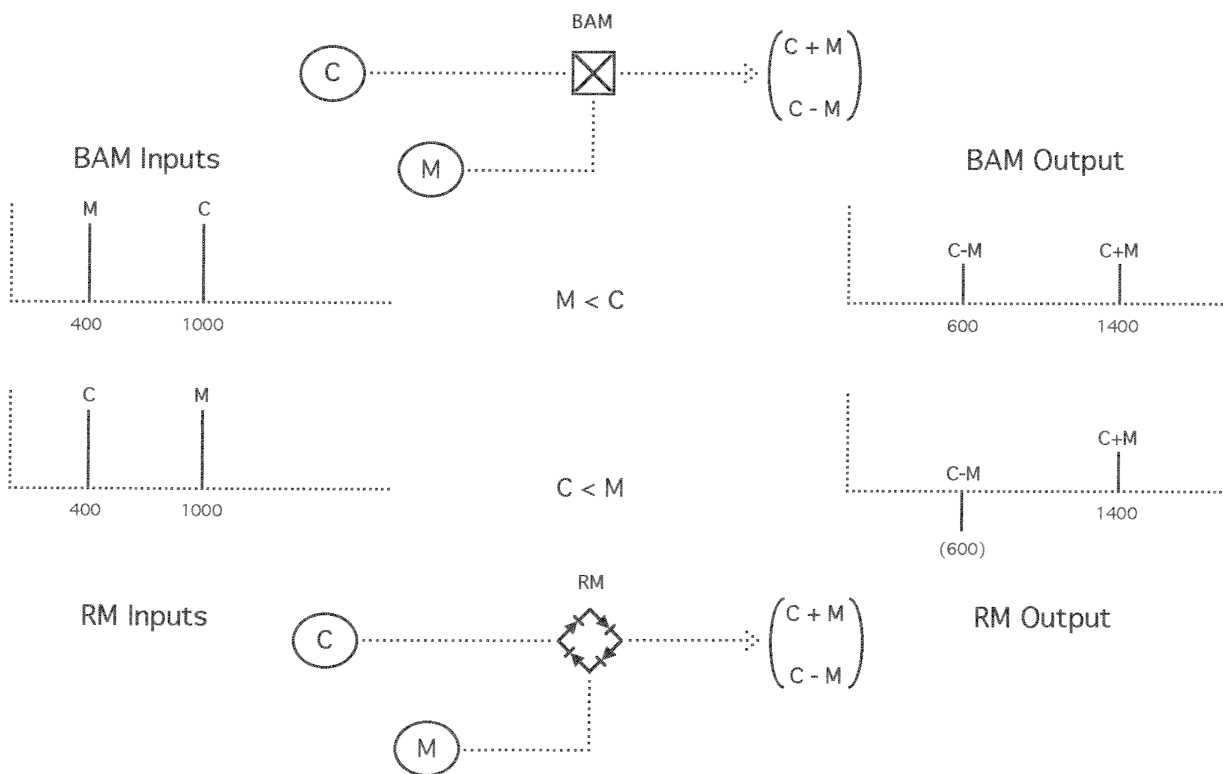 BAM
C
C + M
C - M
M
BAM Inputs
BAM Output
M C
400 1000
M < C
C-M C+M
600 1400
C M
400 1000
C < M
C-M C+M
(600) 1400
RM
RM Inputs
RM Output
C
C + M
C - M
M